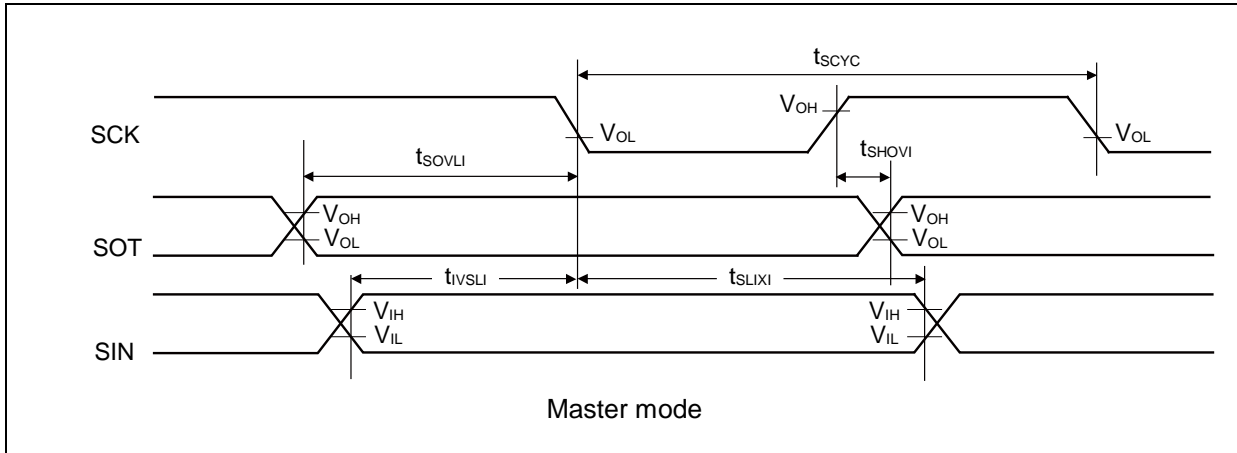 tSCYC
SCK
VOL
VOH
VOL
tSHOVI
tSOVLI
SOT
VOH
VOL
VOH
VOL
tIVSLI
tSLIXI
SIN
VIH
VIL
VIH
VIL
Master mode